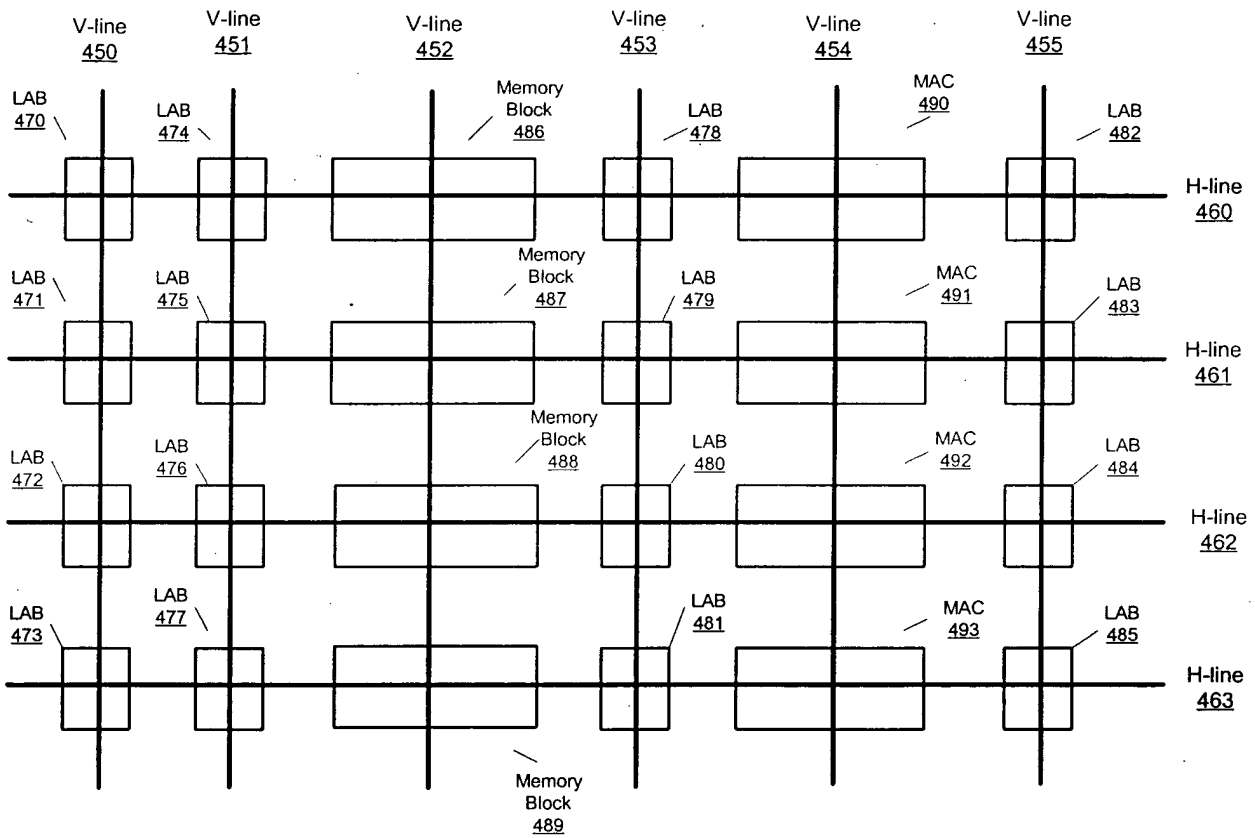 V-line
450
V-line
451
V-line
452
V-line
453
V-line
454
V-line
455
LAB
470
LAB
474
Memory
Block
486
LAB
478
MAC
490
LAB
482
H-line
460
LAB
471
LAB
475
Memory
Block
487
LAB
479
MAC
491
LAB
483
H-line
461
LAB
472
LAB
476
Memory
Block
488
LAB
480
MAC
492
LAB
484
H-line
462
LAB
473
LAB
477
LAB
481
MAC
493
LAB
485
H-line
463
Memory
Block
489